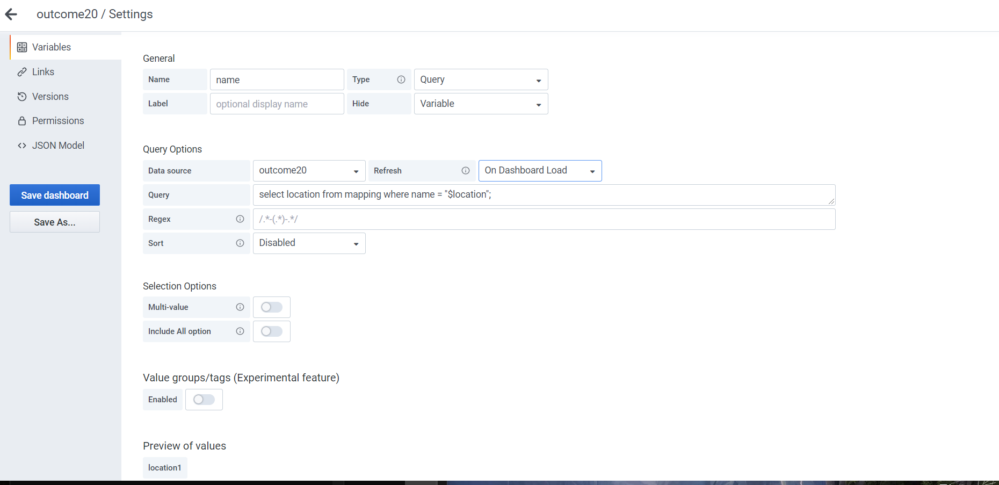 outcome20 / Settings
Variables
Links
Versions
Permissions
JSON Model
Save dashboard
Save As...
General
Name name Type Query
Label optional display name Hide Variable
Query Options
Data source outcome20 Refresh On Dashboard Load
Query select location from mapping where name = "$location";
Regex /.*-(.*)-.*/
Sort Disabled
Selection Options
Multi-value
Include All option
Value groups/tags (Experimental feature)
Enabled
Preview of values
location1